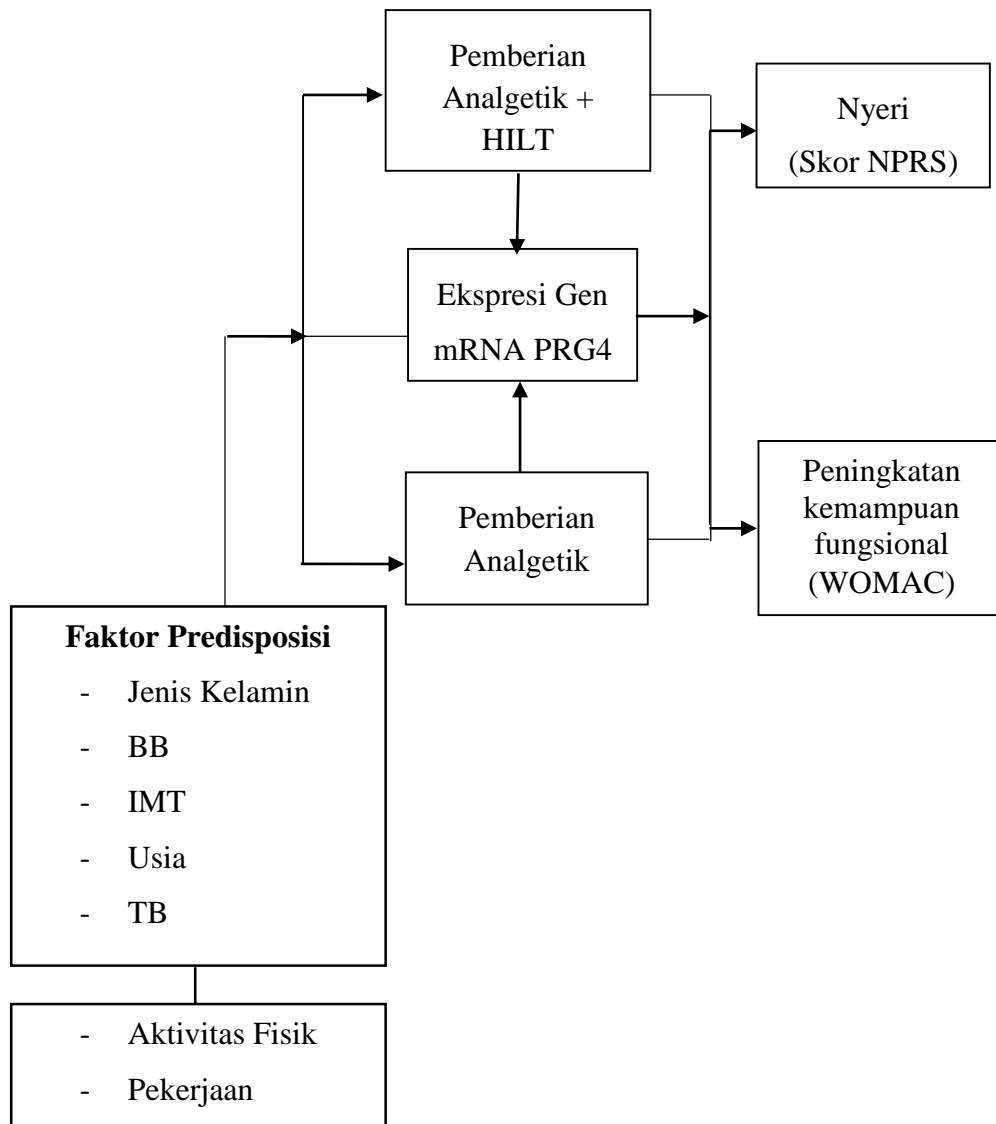 Pemberian
Analgetik +
HILT
Nyeri
(Skor NPRS)
Ekspresi Gen
mRNA PRG4
Pemberian
Analgetik
Peningkatan
kemampuan
fungsional
(WOMAC)
Faktor Predisposisi
- Jenis Kelamin
- BB
- IMT
- Usia
- TB
- Aktivitas Fisik
- Pekerjaan